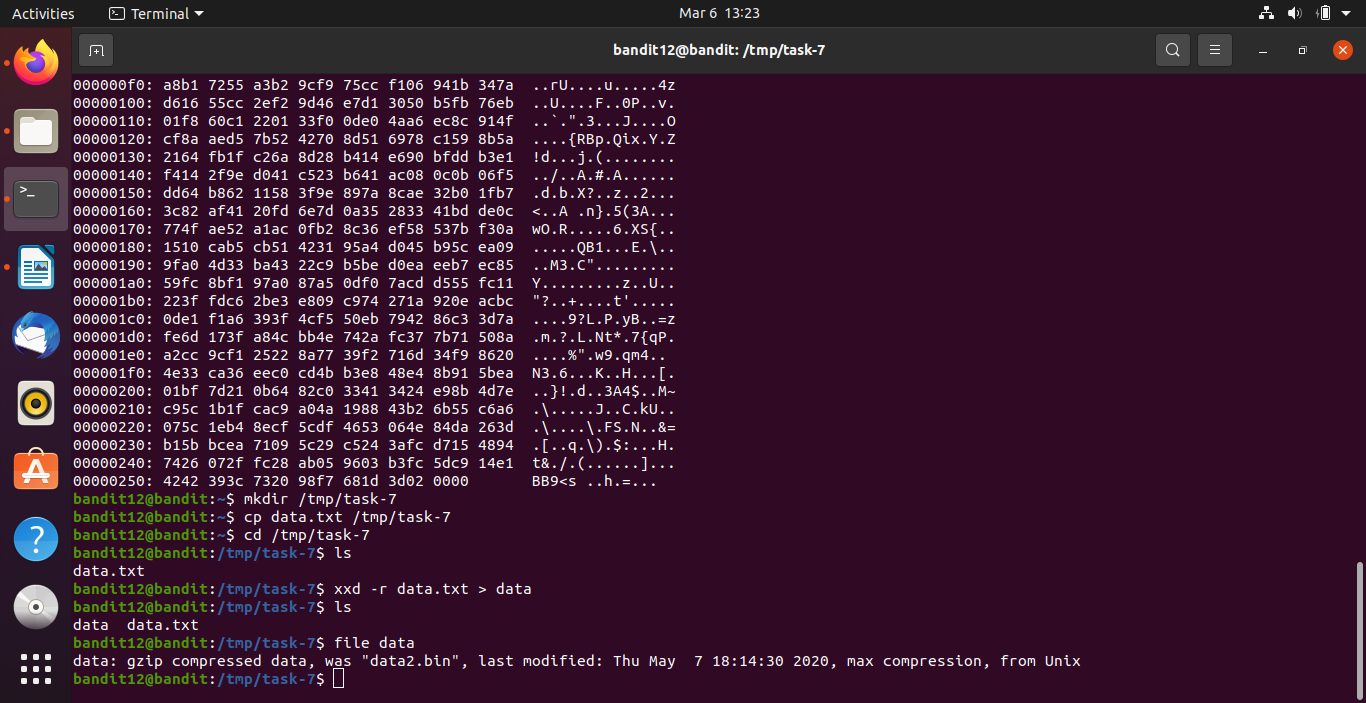 Activities Terminal Mar 6 13:23
bandit12@bandit: /tmp/task-7
000000f0: a8b1 7255 a3b2 9cf9 75cc f106 941b 347a ..rU....u.....4z
00000100: d616 55cc 2ef2 9d46 e7d1 3050 b5fb 76eb ..U....F..0P..v.
00000110: 01f8 60c1 2201 33f0 0de4 4aa6 ec8c 914f ..`.".3...J....O
00000120: cf8a aed5 7b52 4270 8d51 6978 c159 8b5a ....{RBp.Qix.Y.Z
00000130: 2164 fb1f c26a 8d28 b414 e690 bfdd b3e1 !d...j.(........
00000140: f414 2f9e d041 c523 b641 ac08 0c0b 06f5 ../..A.#.A......
00000150: dd64 b862 1158 3f9e 897a 8cae 32b0 1fb7 .d.b.X?..z..2...
00000160: 3c82 af41 20fd 6e7d 0a35 2833 41bd de0c <..A .n}.5(3A...
00000170: 774f ae52 a1ac 0fb2 8c36 ef58 537b f30a wO.R.....6.XS{..
00000180: 1510 cab5 cb51 4231 95a4 d045 b95c ea09 .....QB1...E.\..
00000190: 9fa0 4d33 ba43 22c9 b5be d0ea eeb7 ec85 ..M3.C".........
000001a0: 59fc 8bf1 97a0 87a5 0df7 7acd d555 fc11 Y.........z..U..
000001b0: 223f ffdc f6c2 2be3 e809 c974 271a 920e acbc "?..+....t'.....
000001c0: 0de1 f1a6 393f 4cf5 50eb 7942 86c3 3d7a ....9?L.P.yB..=z
000001d0: fe6d 173f a84c bb4e 742a fc37 7b71 508a .m.?.L.Nt*.7{qP.
000001e0: a2cc 9cf1 2522 8a77 39f2 716d 34f9 8620 ....%".w9.qm4.. 
000001f0: 4e33 ca36 eec0 cd4b b3e8 48e4 8b91 5bea N3.6...K..H...[.
00000200: 01bf 7d21 0b64 82c0 3341 3424 e98b 4d7e ..}!.d..3A4$..M~
00000210: c95c 1b1f cac9 a04a 1988 43b2 6b55 c6a6 .\.....J..C.kU..
00000220: 075c 1eb4 8ecf 5cdf 4653 064e 84da 263d .\....\.FS.N..&=
00000230: b15b bcea 7109 5c29 c524 3afc d715 4894 .[..q.\).$:...H.
00000240: 7426 072f fc28 ab05 9603 b3fc 5dc9 14e1 t&./.(......]...
00000250: 4242 393c 7320 98f7 681d 3d02 0000 BB9<s ..h.=...
bandit12@bandit:~$ mkdir /tmp/task-7
bandit12@bandit:~$ cp data.txt /tmp/task-7
bandit12@bandit:~$ cd /tmp/task-7
bandit12@bandit:/tmp/task-7$ ls
data.txt
bandit12@bandit:/tmp/task-7$ xxd -r data.txt > data
bandit12@bandit:/tmp/task-7$ ls
data data.txt
bandit12@bandit:/tmp/task-7$ file data
data: gzip compressed data, was "data2.bin", last modified: Thu May 7 18:14:30 2020, max compression, from Unix
bandit12@bandit:/tmp/task-7$